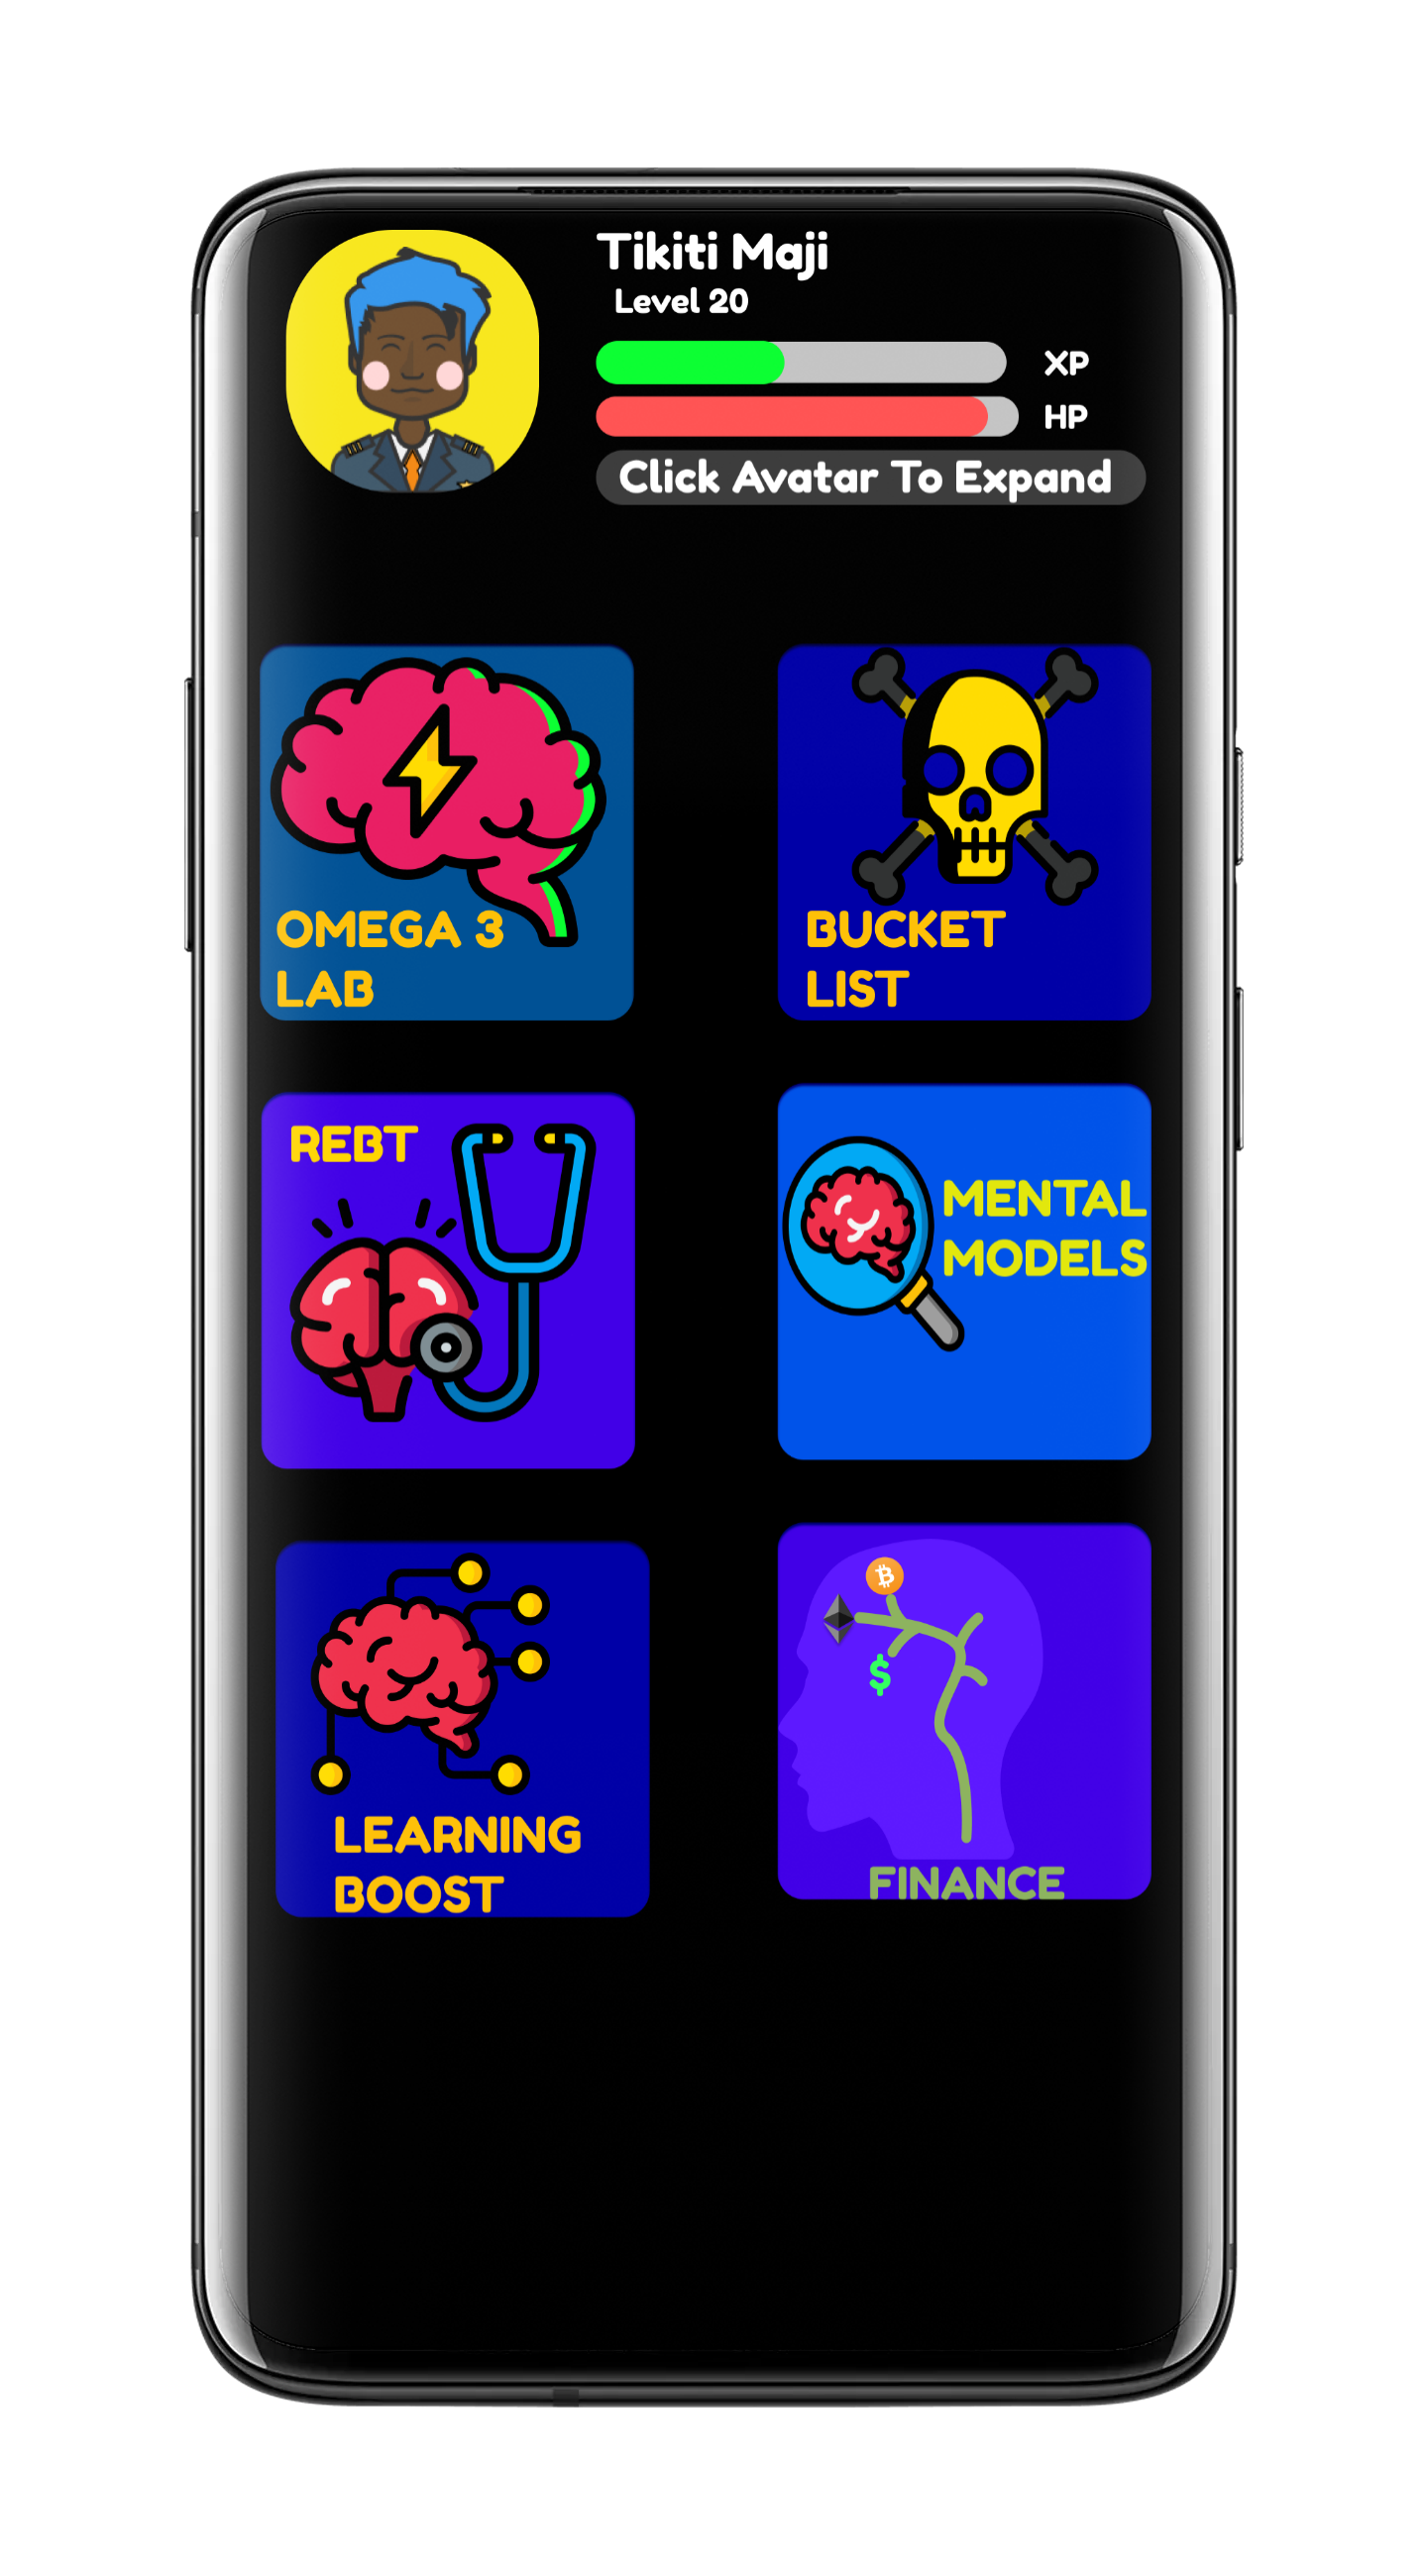 Tikiti Maji
Level 20
XP
HP
Click Avatar To Expand
OMEGA 3
LAB
BUCKET
LIST
REBT
MENTAL
MODELS
LEARNING
BOOST
$
FINANCE